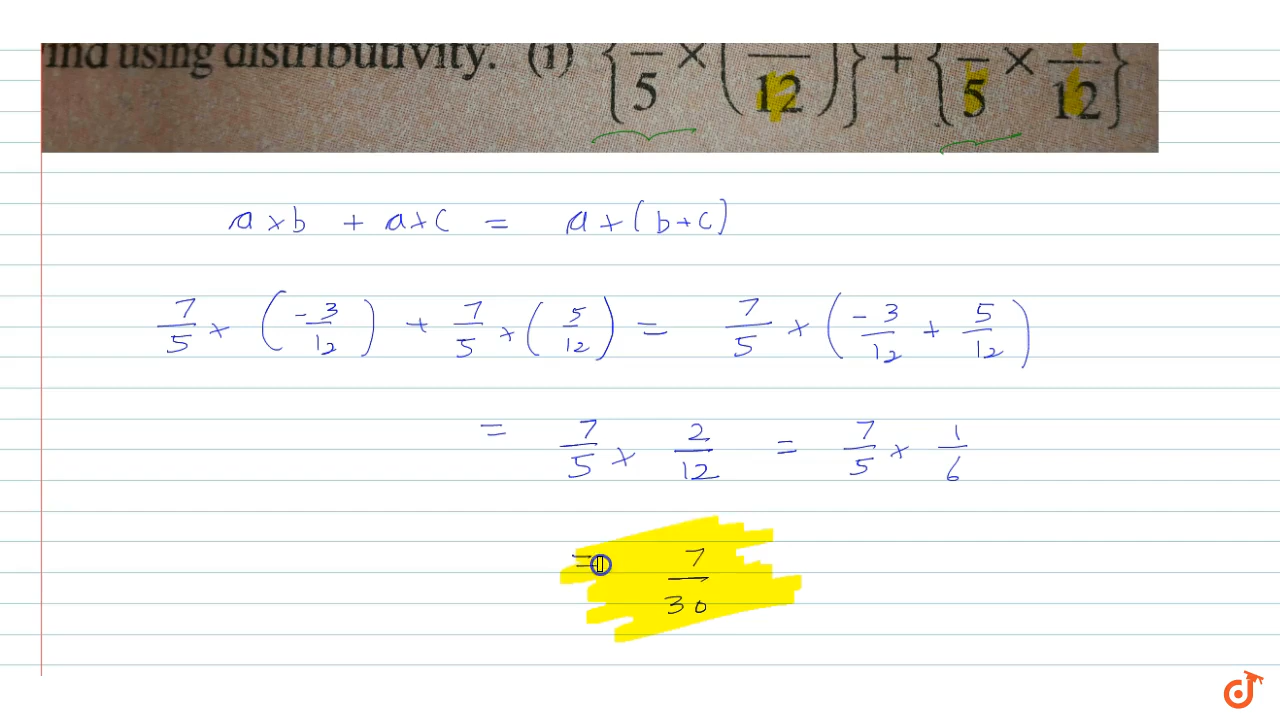 ind using distributivity. (i) { /5 × ( /12 )} + { /5 × /12 }
a×b + a×c = a×(b+c)
7/5 × (-3/12) + 7/5 × (5/12) = 7/5 × (-3/12 + 5/12)
= 7/5 × 2/12 = 7/5 × 1/6
= 7/30